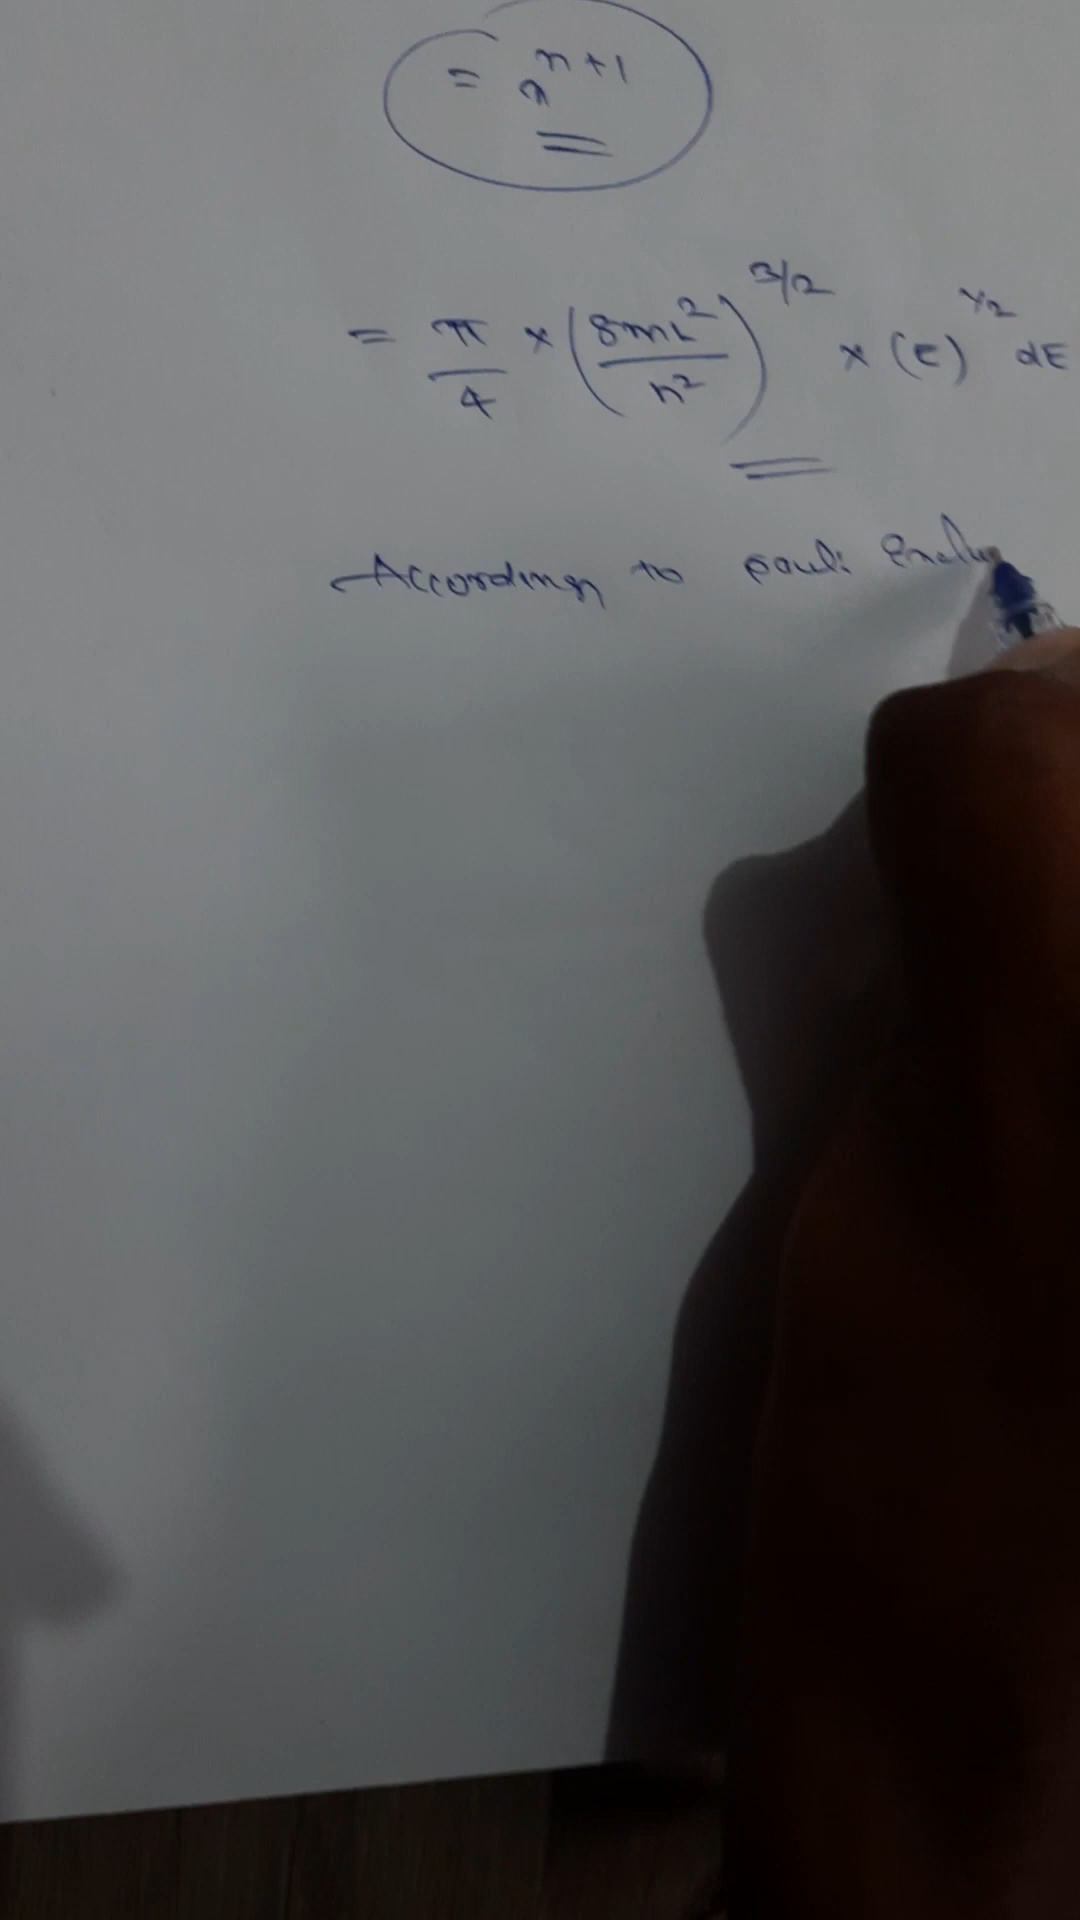 = x^{n+1}
= π/4 × (8mL²/h²)^{3/2} × (E)^{1/2} dE
According to pauli Exclu